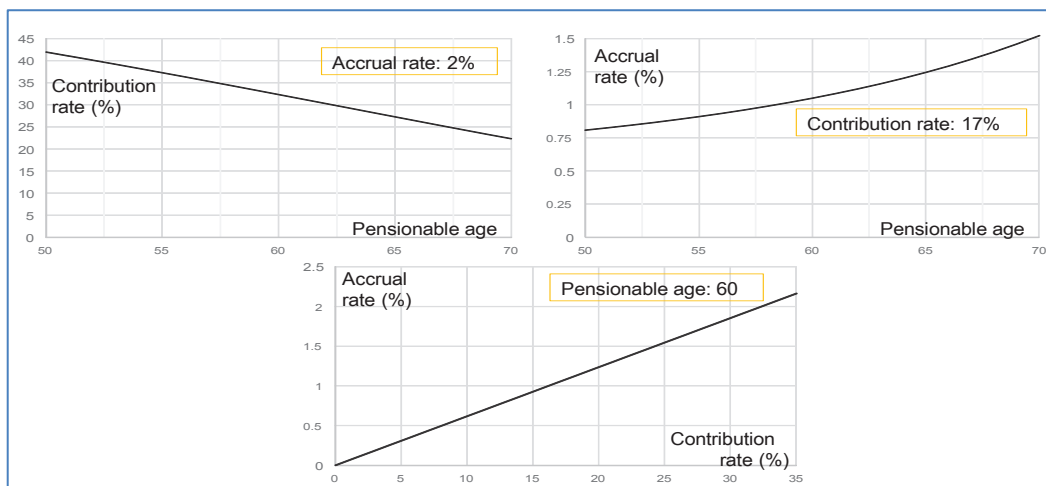 45
40
35
30
25
20
15
10
5
0
Accrual rate: 2%
Contribution
rate (%)
Pensionable age
50 55 60 65 70
1.5
1.25
1
0.75
0.5
0.25
0
Accrual
rate (%)
Contribution rate: 17%
Pensionable age
50 55 60 65 70
2.5
2
1.5
1
0.5
0
Accrual
rate (%)
Pensionable age: 60
Contribution
rate (%)
0 5 10 15 20 25 30 35